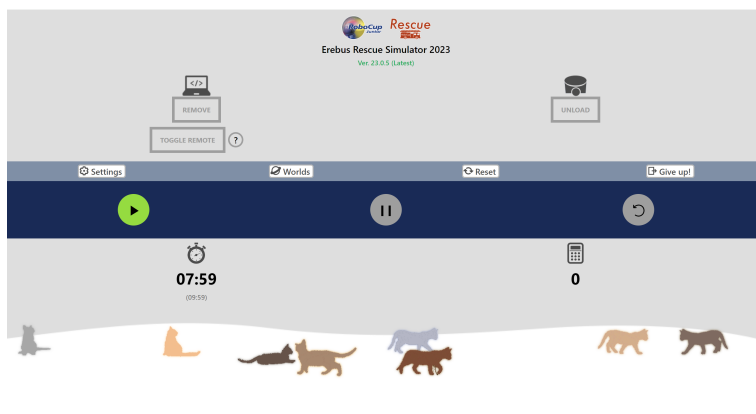 RoboCup
Junior
Rescue
Erebus Rescue Simulator 2023
Ver. 23.0.5 (Latest)
</>
REMOVE
UNLOAD
TOGGLE REMOTE
?
Settings
Worlds
Reset
Give up!
07:59
0
(09:59)